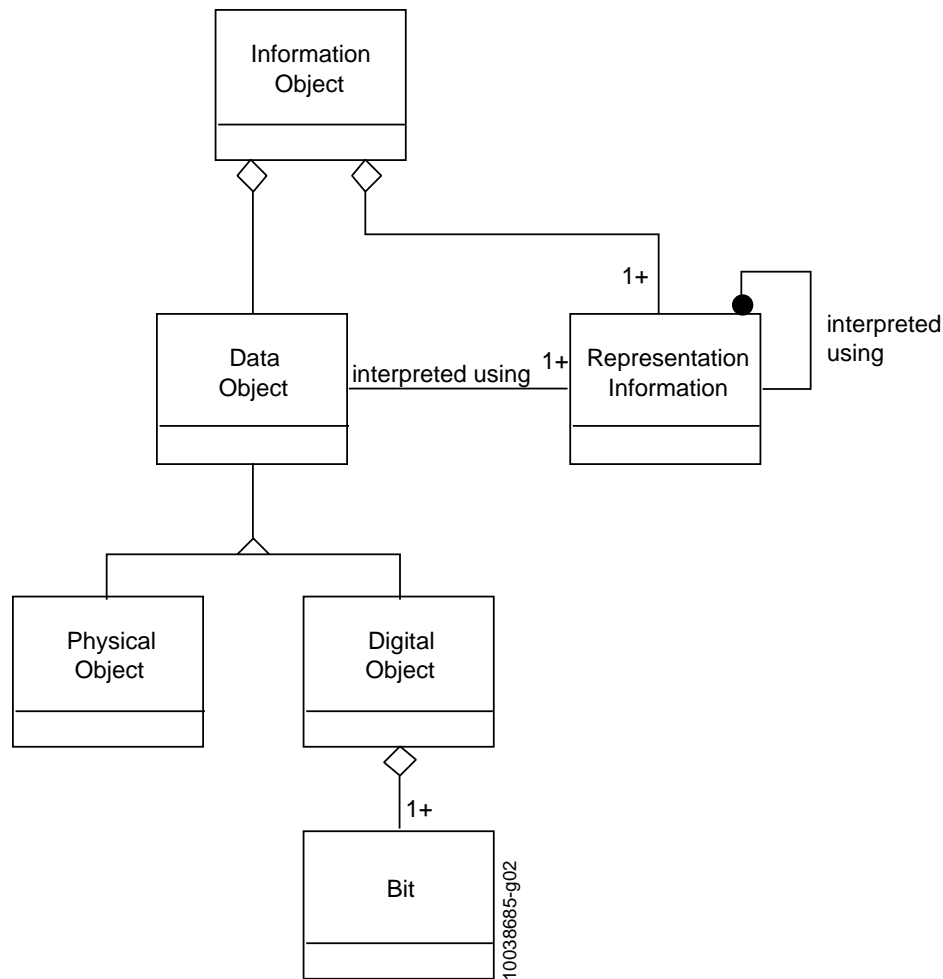 Information
Object
1+
Data
Object
interpreted using
1+
Representation
Information
interpreted
using
Physical
Object
Digital
Object
1+
Bit
10038685-g02